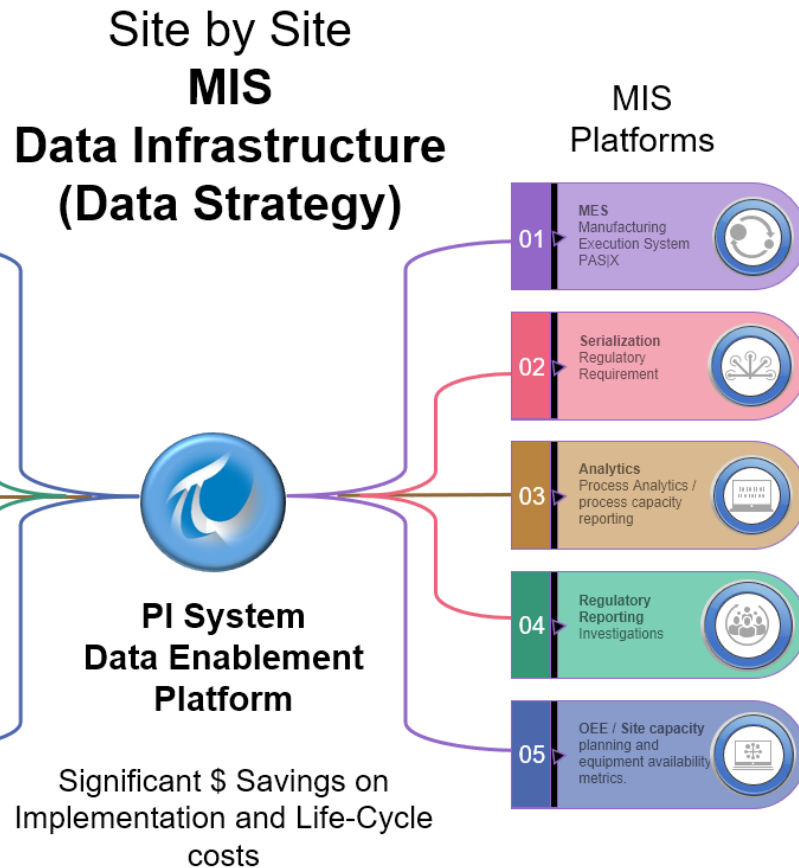 Site by Site
MIS
Data Infrastructure
(Data Strategy)
MIS
Platforms
01
MES
Manufacturing
Execution System
PAS|X
02
Serialization
Regulatory
Requirement
03
Analytics
Process Analytics /
process capacity
reporting
04
Regulatory
Reporting
Investigations
05
OEE / Site capacity
planning and
equipment availability
metrics.
PI System
Data Enablement
Platform
Significant $ Savings on
Implementation and Life-Cycle
costs